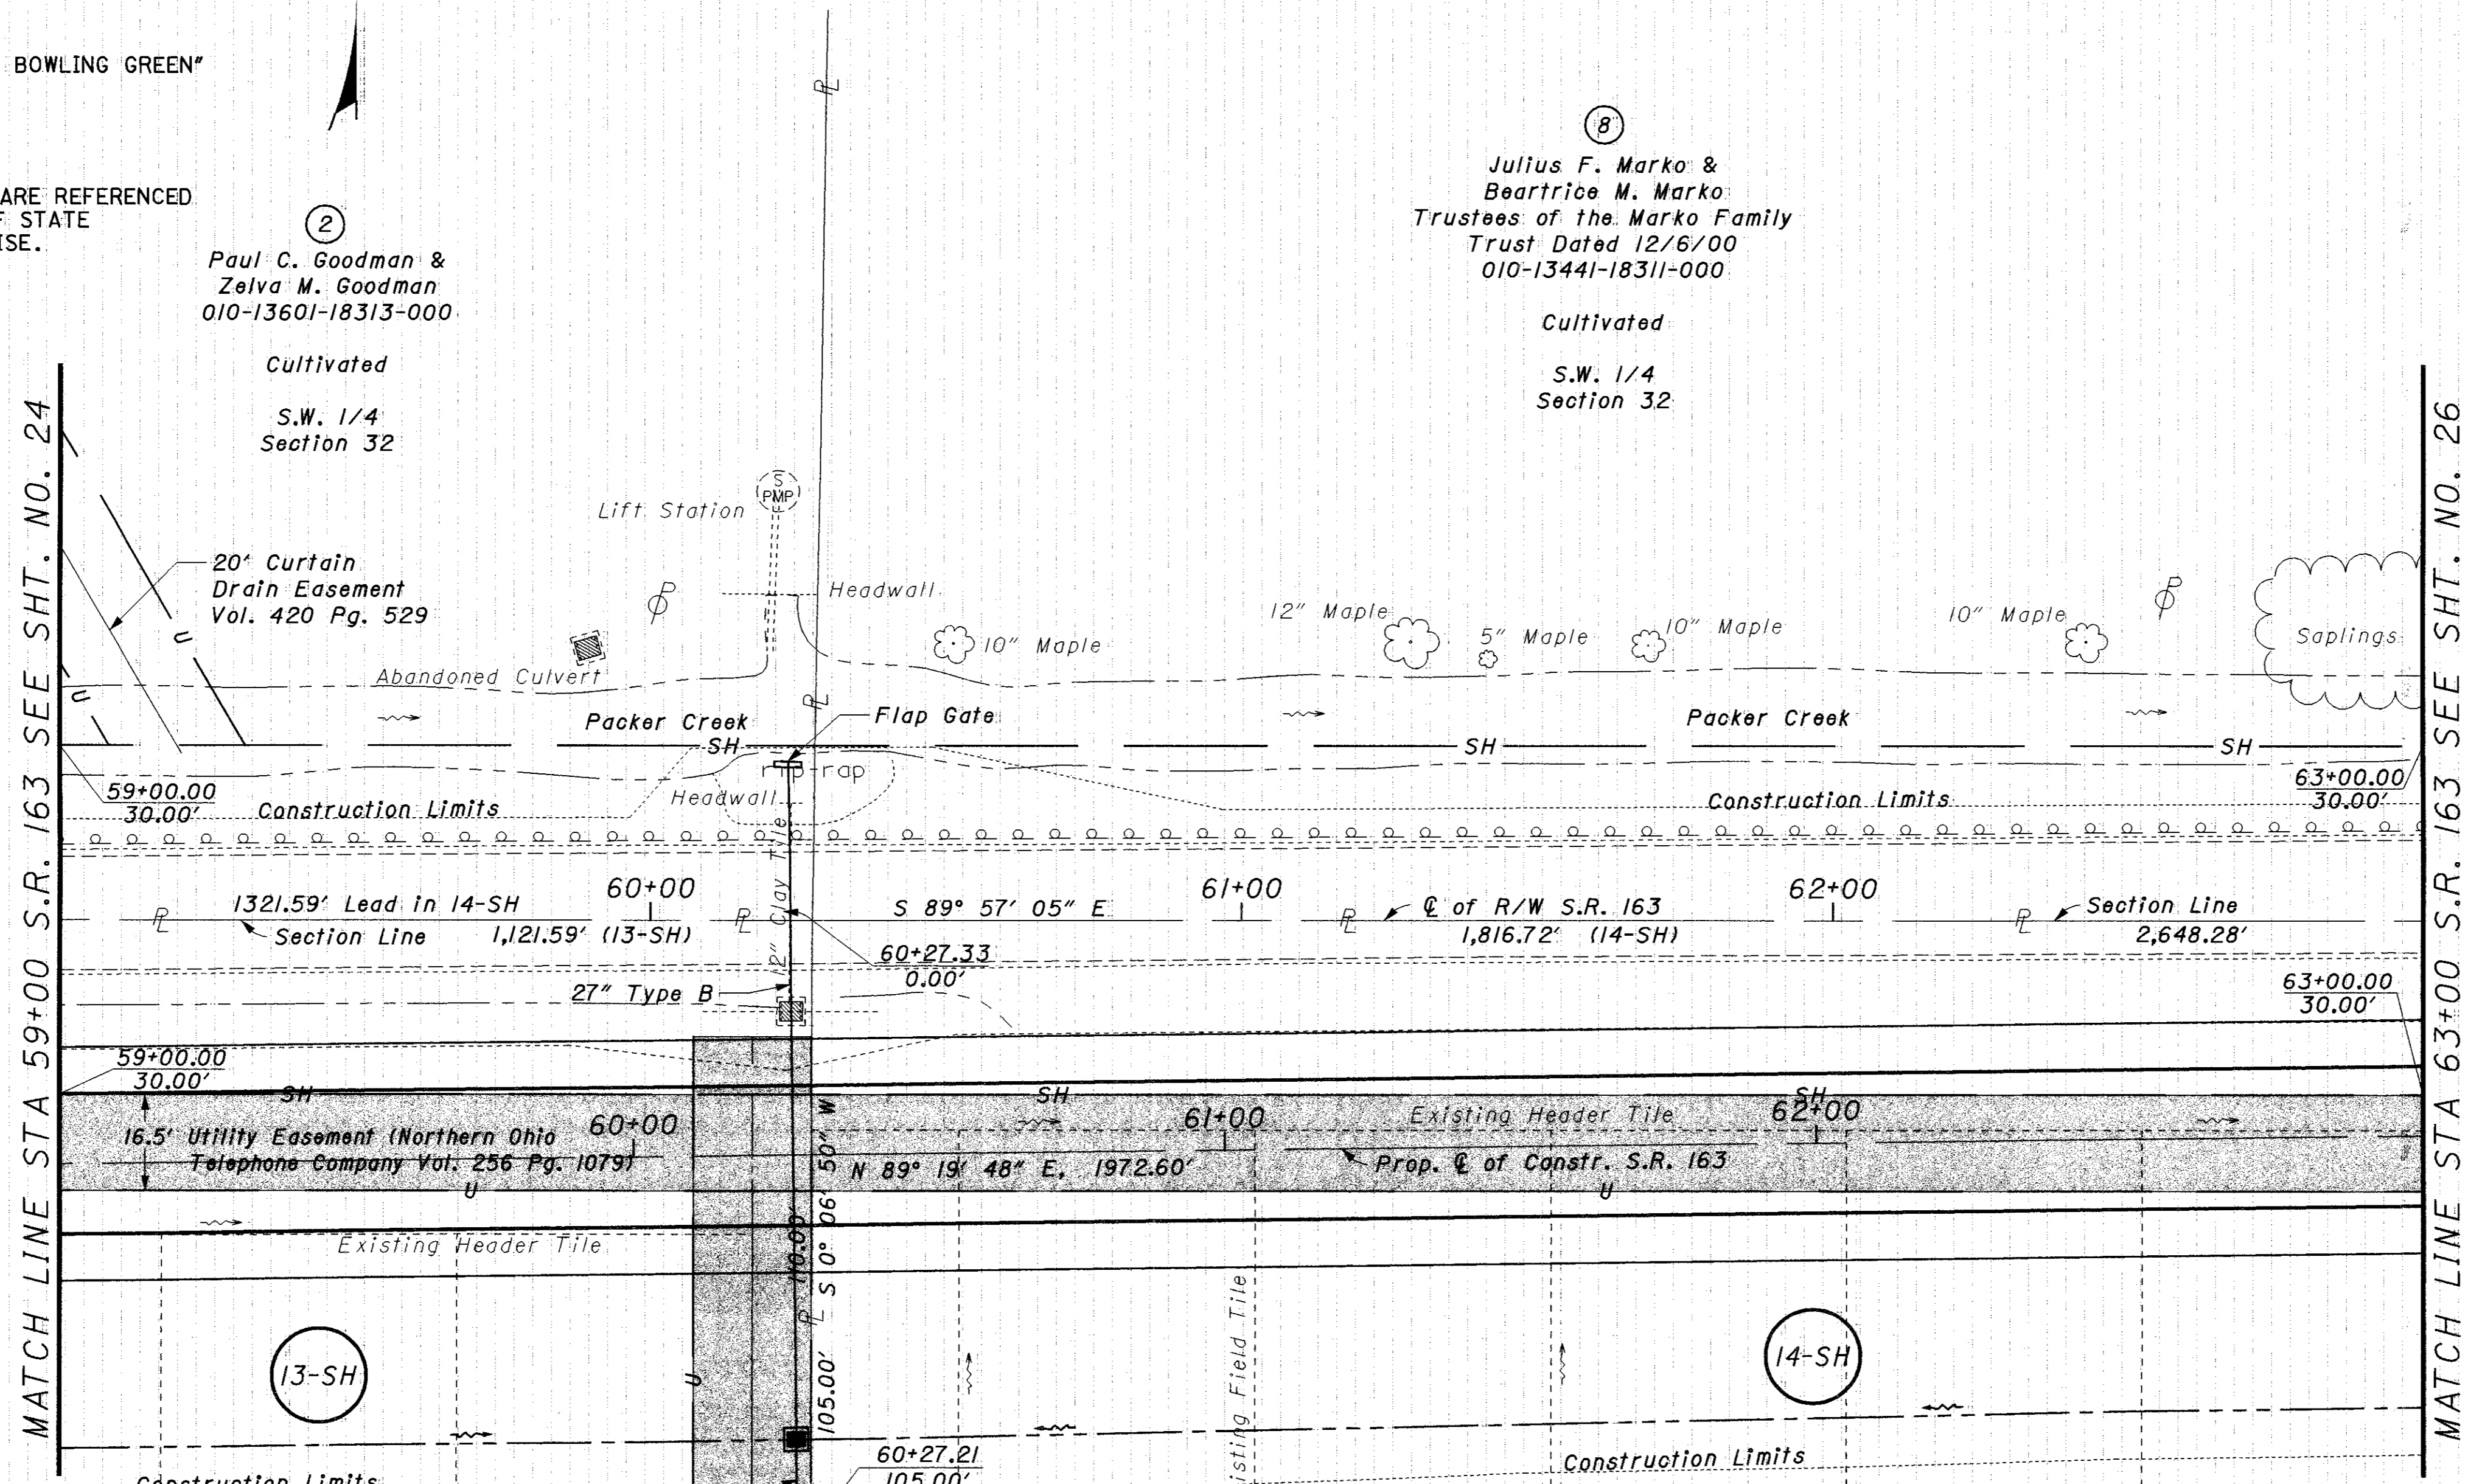 BOWLING GREEN"
ARE REFERENCED
STATE
ISE.
2
Paul C. Goodman &
Zelva M. Goodman
010-13601-18313-000
Cultivated
S.W. 1/4
Section 32
8
Julius F. Marko &
Beartrice M. Marko
Trustees of the Marko Family
Trust Dated 12/6/00
010-13441-18311-000
Cultivated
S.W. 1/4
Section 32
MATCH LINE STA 59+00 S.R. 163 SEE SHT. NO. 24
MATCH LINE STA 63+00 S.R. 163 SEE SHT. NO. 26
PL
S
PMP
Lift Station
20' Curtain
Drain Easement
Vol. 420 Pg. 529
U
U
Headwall
10" Maple
12" Maple
5" Maple
10" Maple
10" Maple
Saplings
Abandoned Culvert
PL
Packer Creek
Flap Gate
Packer Creek
SH
SH
SH
rip-rap
Headwall
59+00.00
30.00'
Construction Limits
Construction Limits
63+00.00
30.00'
12" Clay Tile
1321.59' Lead in 14-SH
60+00
S 89° 57' 05" E
61+00
℄ of R/W S.R. 163
62+00
Section Line
PL
PL
PL
PL
Section Line
1,121.59' (13-SH)
1,816.72' (14-SH)
2,648.28'
60+27.33
0.00'
27" Type B
63+00.00
30.00'
59+00.00
30.00'
SH
SH
SH
16.5' Utility Easement (Northern Ohio
Telephone Company Vol. 256 Pg. 1079)
60+00
61+00
Existing Header Tile
62+00
N 89° 19' 48" E, 1972.60'
Prop. ℄ of Constr. S.R. 163
U
U
Existing Header Tile
110.00'
PL S 0° 06' 50" W
105.00'
U
13-SH
14-SH
isting Field Tile
60+27.21
105.00'
Construction Limits
Construction Limits